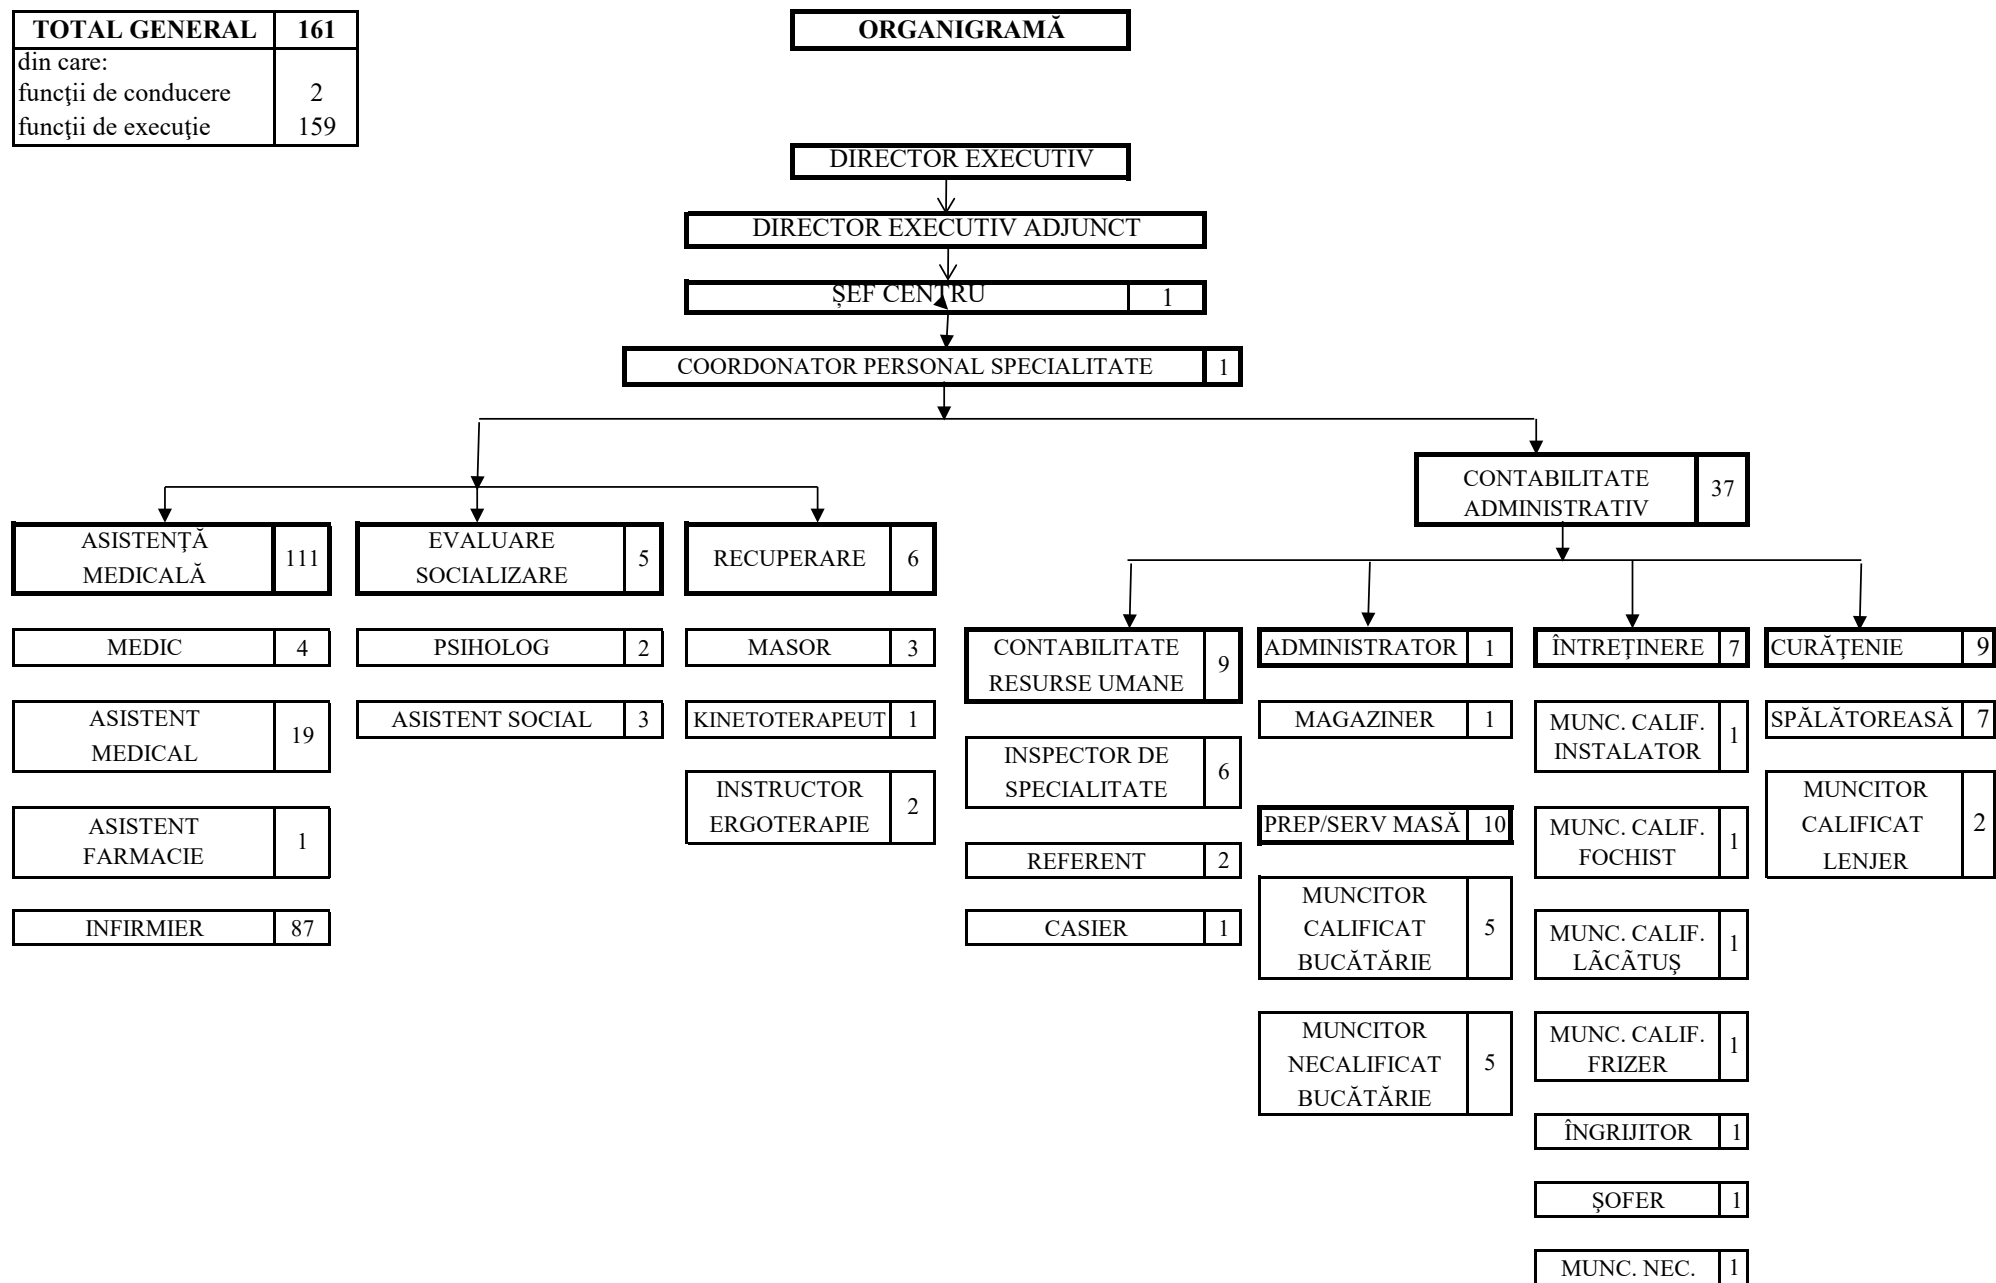 TOTAL GENERAL 161
din care:
funcţii de conducere 2
funcţii de execuţie 159
ORGANIGRAMĂ
DIRECTOR EXECUTIV
DIRECTOR EXECUTIV ADJUNCT
ȘEF CENTRU 1
COORDONATOR PERSONAL SPECIALITATE 1
CONTABILITATE
ADMINISTRATIV
37
ASISTENŢĂ
MEDICALĂ
111
EVALUARE
SOCIALIZARE
5
RECUPERARE 6
MEDIC 4
ASISTENT
MEDICAL
19
ASISTENT
FARMACIE
1
INFIRMIER 87
PSIHOLOG 2
ASISTENT SOCIAL 3
MASOR 3
KINETOTERAPEUT 1
INSTRUCTOR
ERGOTERAPIE
2
CONTABILITATE
RESURSE UMANE
9
INSPECTOR DE
SPECIALITATE
6
REFERENT 2
CASIER 1
ADMINISTRATOR 1
MAGAZINER 1
PREP/SERV MASĂ 10
MUNCITOR
CALIFICAT
BUCĂTĂRIE
5
MUNCITOR
NECALIFICAT
BUCĂTĂRIE
5
ÎNTREŢINERE 7
MUNC. CALIF.
INSTALATOR
1
MUNC. CALIF.
FOCHIST
1
MUNC. CALIF.
LÃCÃTUŞ
1
MUNC. CALIF.
FRIZER
1
ÎNGRIJITOR 1
ŞOFER 1
MUNC. NEC. 1
CURĂŢENIE 9
SPĂLĂTOREASĂ 7
MUNCITOR
CALIFICAT
LENJER
2